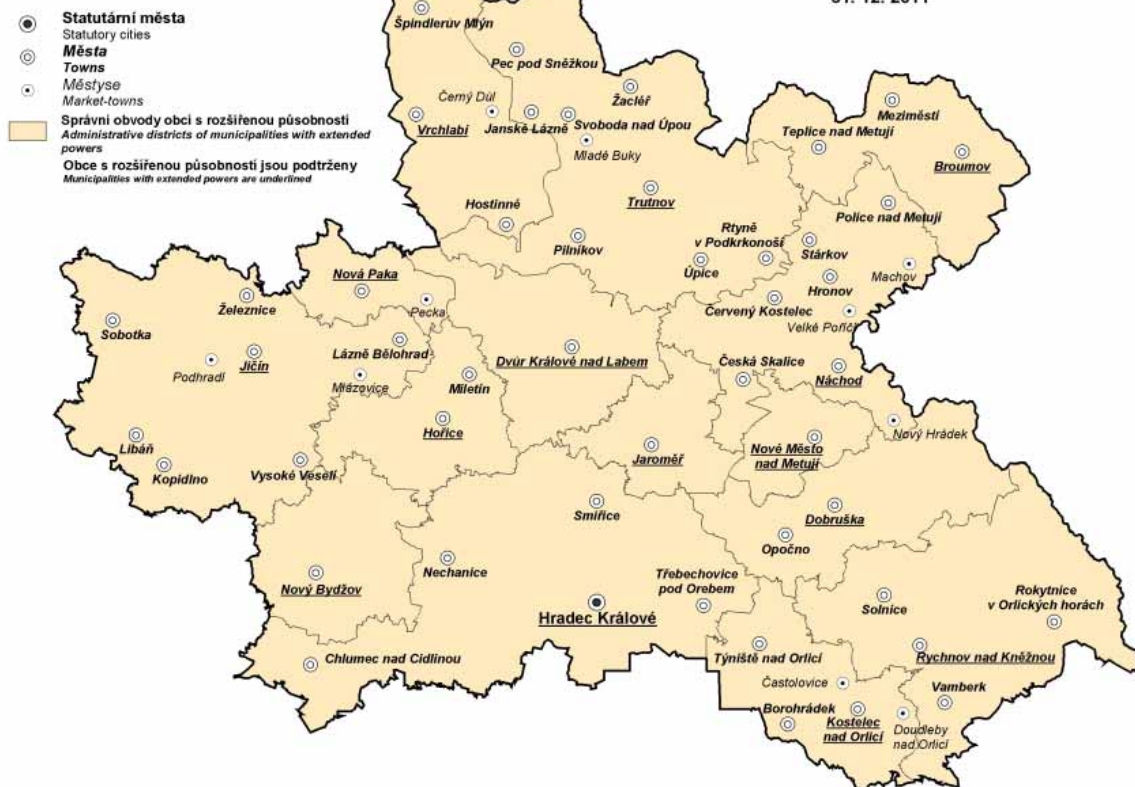 Statutární města
Statutory cities
Města
Towns
Městyse
Market-towns
Správní obvody obcí s rozšířenou působností
Administrative districts of municipalities with extended
powers
Obce s rozšířenou působností jsou podtrženy
Municipalities with extended powers are underlined
Špindlerův Mlýn
Pec pod Sněžkou
Černý Důl
Žacléř
Vrchlabí
Janské Lázně
Svoboda nad Úpou
Mladé Buky
Meziměstí
Teplice nad Metují
Broumov
Trutnov
Hostinné
Police nad Metují
Rtyně
v Podkrkonoší
Pilníkov
Stárkov
Úpice
Machov
Nová Paka
Hronov
Železnice
Pecka
Červený Kostelec
Velké Poříčí
Sobotka
Lázně Bělohrad
Dvůr Králové nad Labem
Česká Skalice
Podhradí
Jičín
Mlázovice
Miletín
Náchod
Hořice
Nový Hrádek
Libáň
Nové Město
nad Metují
Jaroměř
Kopidlno
Vysoké Veselí
Smiřice
Dobruška
Opočno
Nechanice
Třebechovice
pod Orebem
Nový Bydžov
Rokytnice
v Orlických horách
Solnice
Hradec Králové
Chlumec nad Cidlinou
Týniště nad Orlicí
Rychnov nad Kněžnou
Častolovice
Vamberk
Borohrádek
Kostelec
nad Orlicí
Doudleby
nad Orlicí